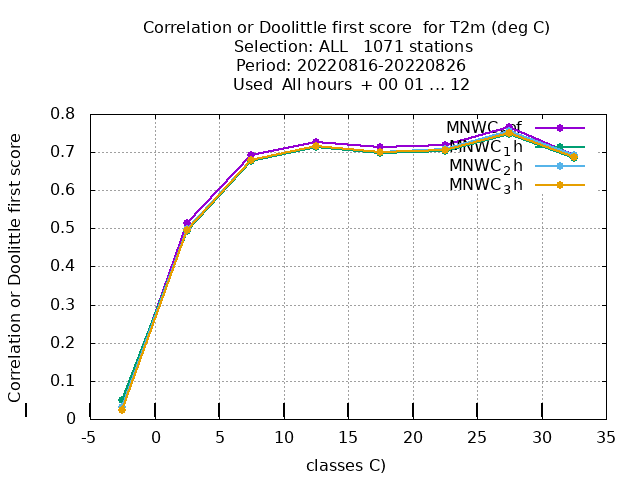 Correlation or Doolittle first score  for T2m (deg C)
Selection: ALL   1071 stations
Period: 20220816-20220826
Used  All hours  + 00 01 ... 12
Correlation or Doolittle first score
0.8
0.7
0.6
0.5
0.4
0.3
0.2
0.1
0
-5
0
5
10
15
20
25
30
35
classes C)
MNWC_1h
MNWC_2h
MNWC_3h